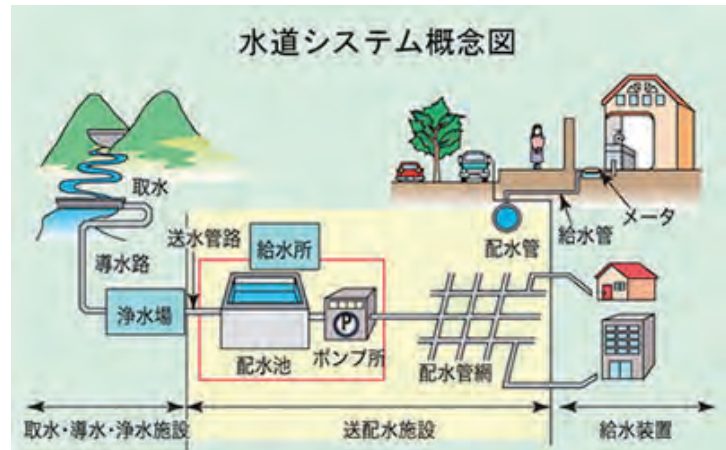 水道システム概念図
取水
導水路
浄水場
送水管路
給水所
配水池
ポンプ所
配水管網
配水管
給水管
メータ
P
取水・導水・浄水施設
送配水施設
給水装置